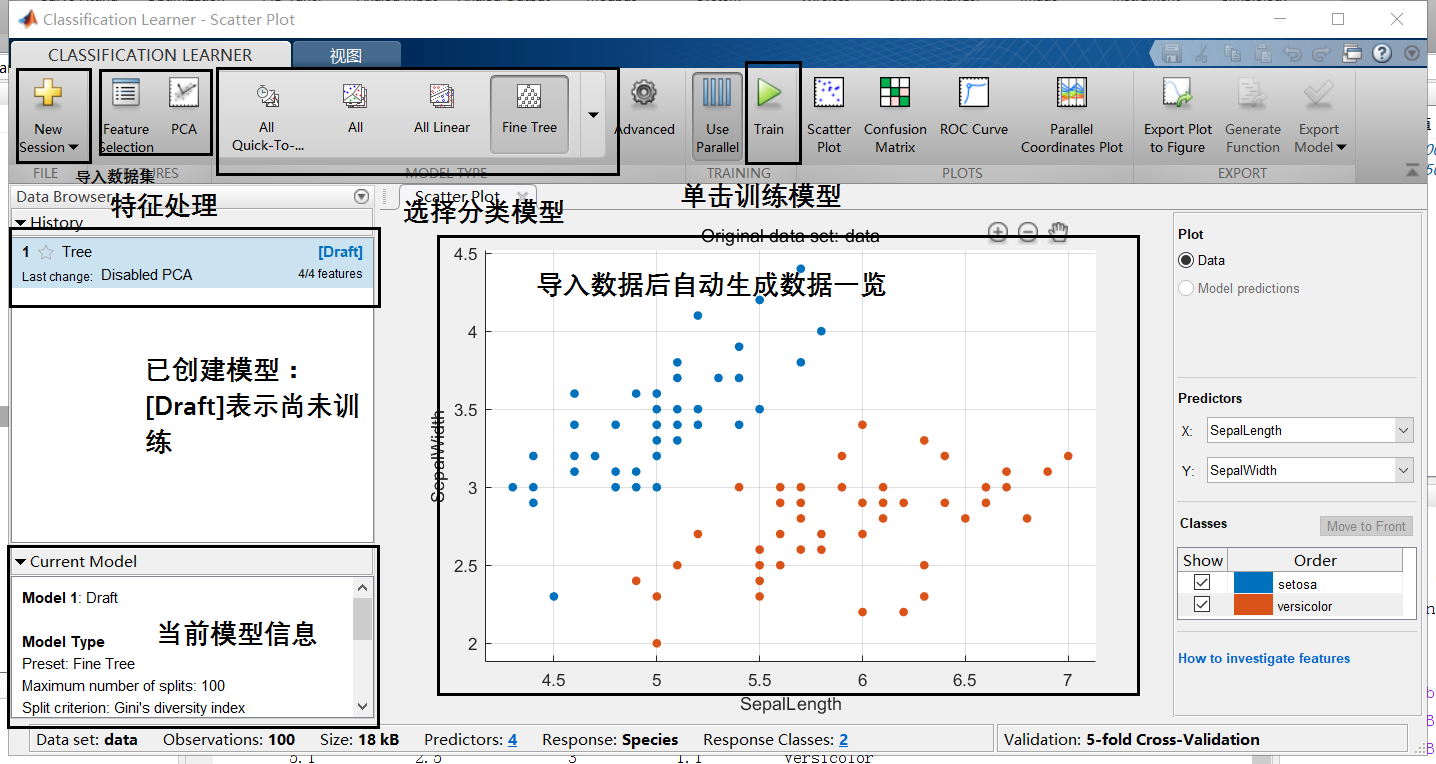 Classification Learner - Scatter Plot
CLASSIFICATION LEARNER
视图
New
Session
Feature
Selection
PCA
All
Quick-To-...
All
All Linear
Fine Tree
Advanced
Use
Parallel
Train
Scatter
Plot
Confusion
Matrix
ROC Curve
Parallel
Coordinates Plot
Export Plot
to Figure
Generate
Function
Export
Model
FILE
MODEL TYPE
TRAINING
PLOTS
EXPORT
导入数据集
特征处理
选择分类模型
单击训练模型
Data Browser
History
1 Tree [Draft]
Last change: Disabled PCA 4/4 features
已创建模型：
[Draft]表示尚未训
练
Current Model
Model 1: Draft
Model Type
Preset: Fine Tree
Maximum number of splits: 100
Split criterion: Gini's diversity index
当前模型信息
Scatter Plot
Original data set: data
导入数据后自动生成数据一览
4.5
4
3.5
3
2.5
2
SepalWidth
4.5 5 5.5 6 6.5 7
SepalLength
Plot
Data
Model predictions
Predictors
X: SepalLength
Y: SepalWidth
Classes
Move to Front
Show Order
setosa
versicolor
How to investigate features
Data set: data Observations: 100 Size: 18 kB Predictors: 4 Response: Species Response Classes: 2 Validation: 5-fold Cross-Validation
5.1 2.5 3 1.1 versicolor